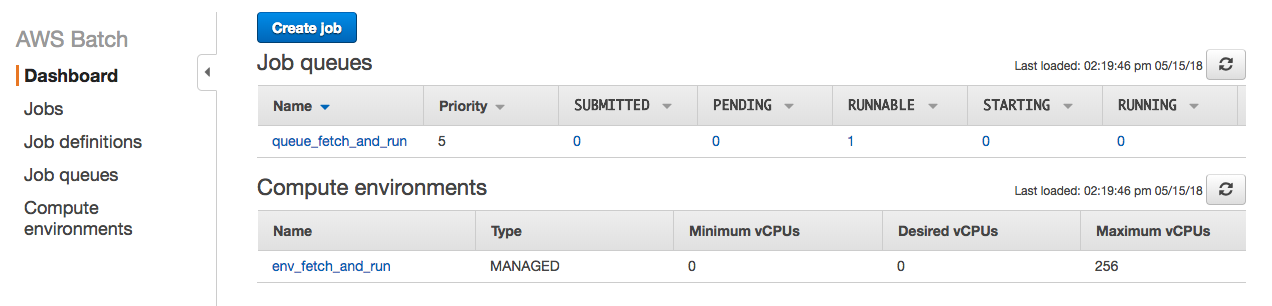 AWS Batch
Dashboard
Jobs
Job definitions
Job queues
Compute
environments
Create job
Job queues
Last loaded: 02:19:46 pm 05/15/18
Name Priority SUBMITTED PENDING RUNNABLE STARTING RUNNING
queue_fetch_and_run 5 0 0 1 0 0
Compute environments
Last loaded: 02:19:46 pm 05/15/18
Name Type Minimum vCPUs Desired vCPUs Maximum vCPUs
env_fetch_and_run MANAGED 0 0 256